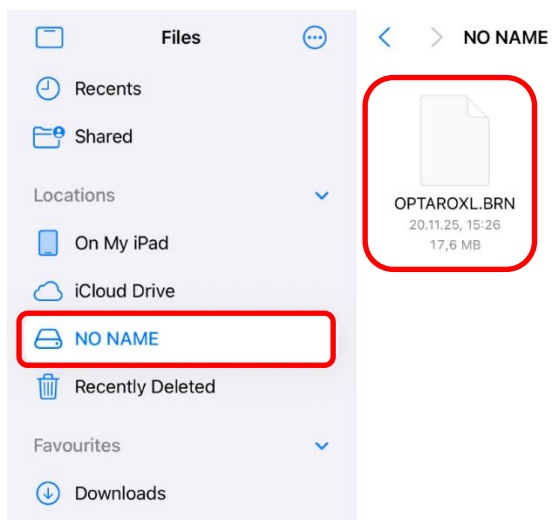 Files
Recents
Shared
Locations
On My iPad
iCloud Drive
NO NAME
Recently Deleted
Favourites
Downloads
NO NAME
OPTAROXL.BRN
20.11.25, 15:26
17,6 MB